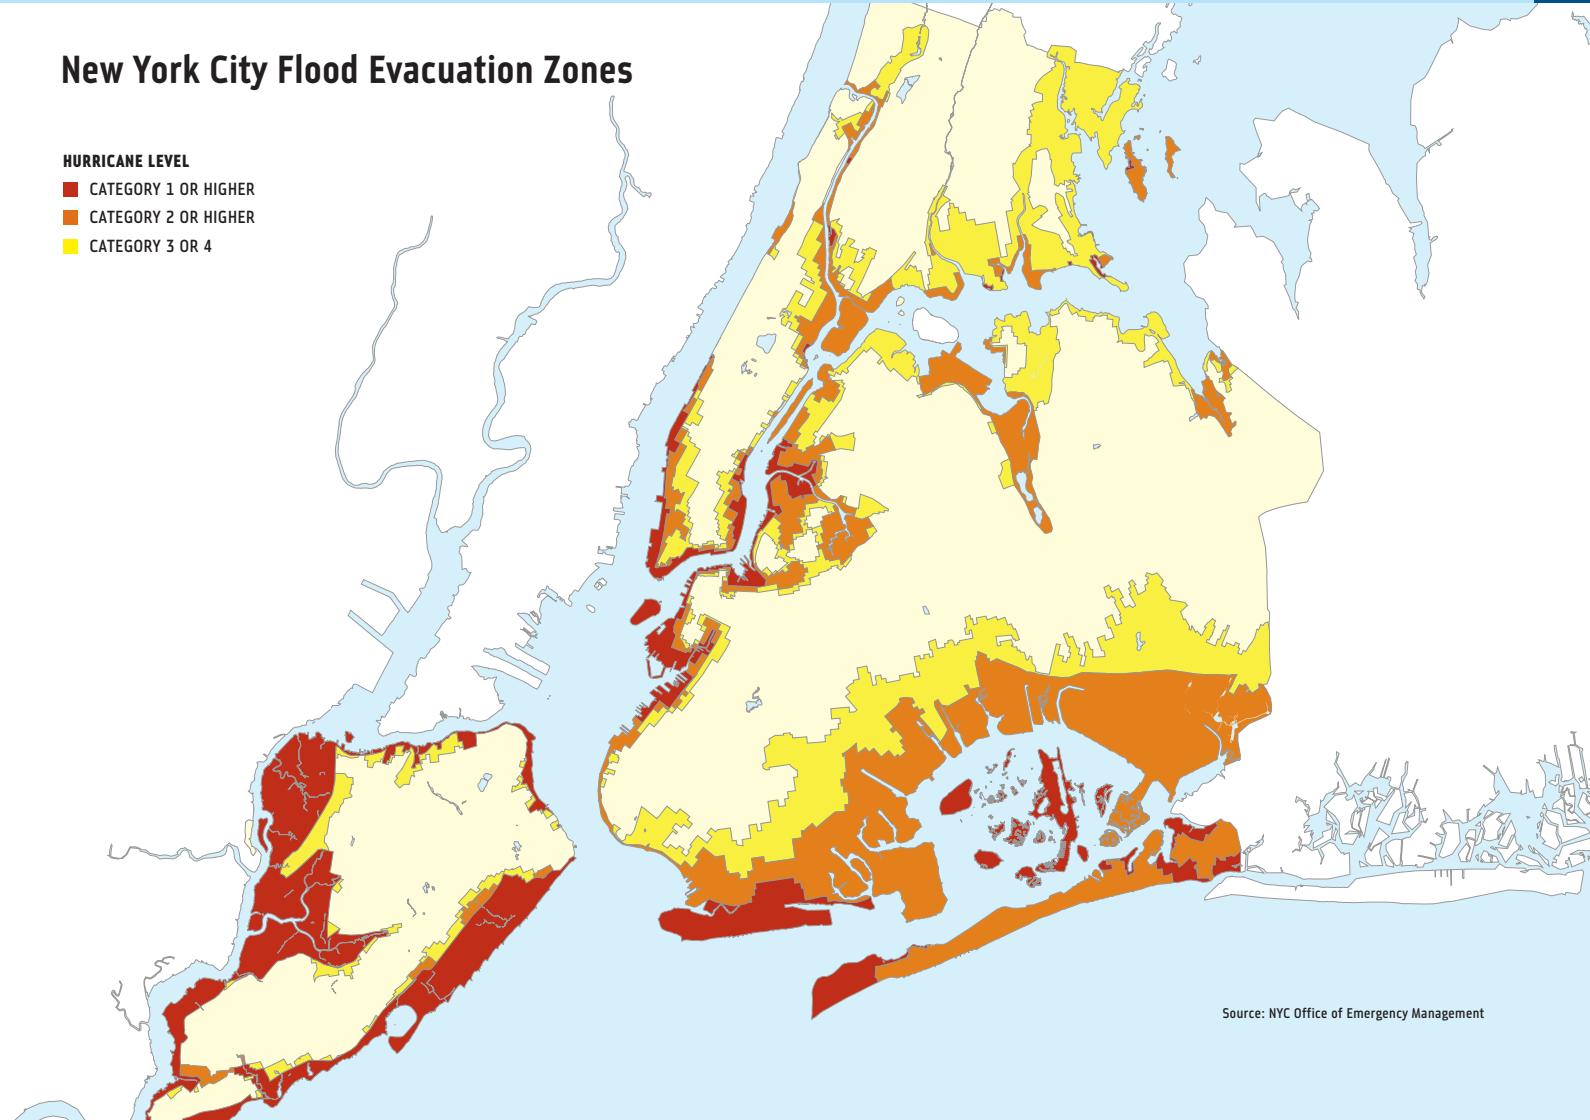 New York City Flood Evacuation Zones
HURRICANE LEVEL
CATEGORY 1 OR HIGHER
CATEGORY 2 OR HIGHER
CATEGORY 3 OR 4
Source: NYC Office of Emergency Management